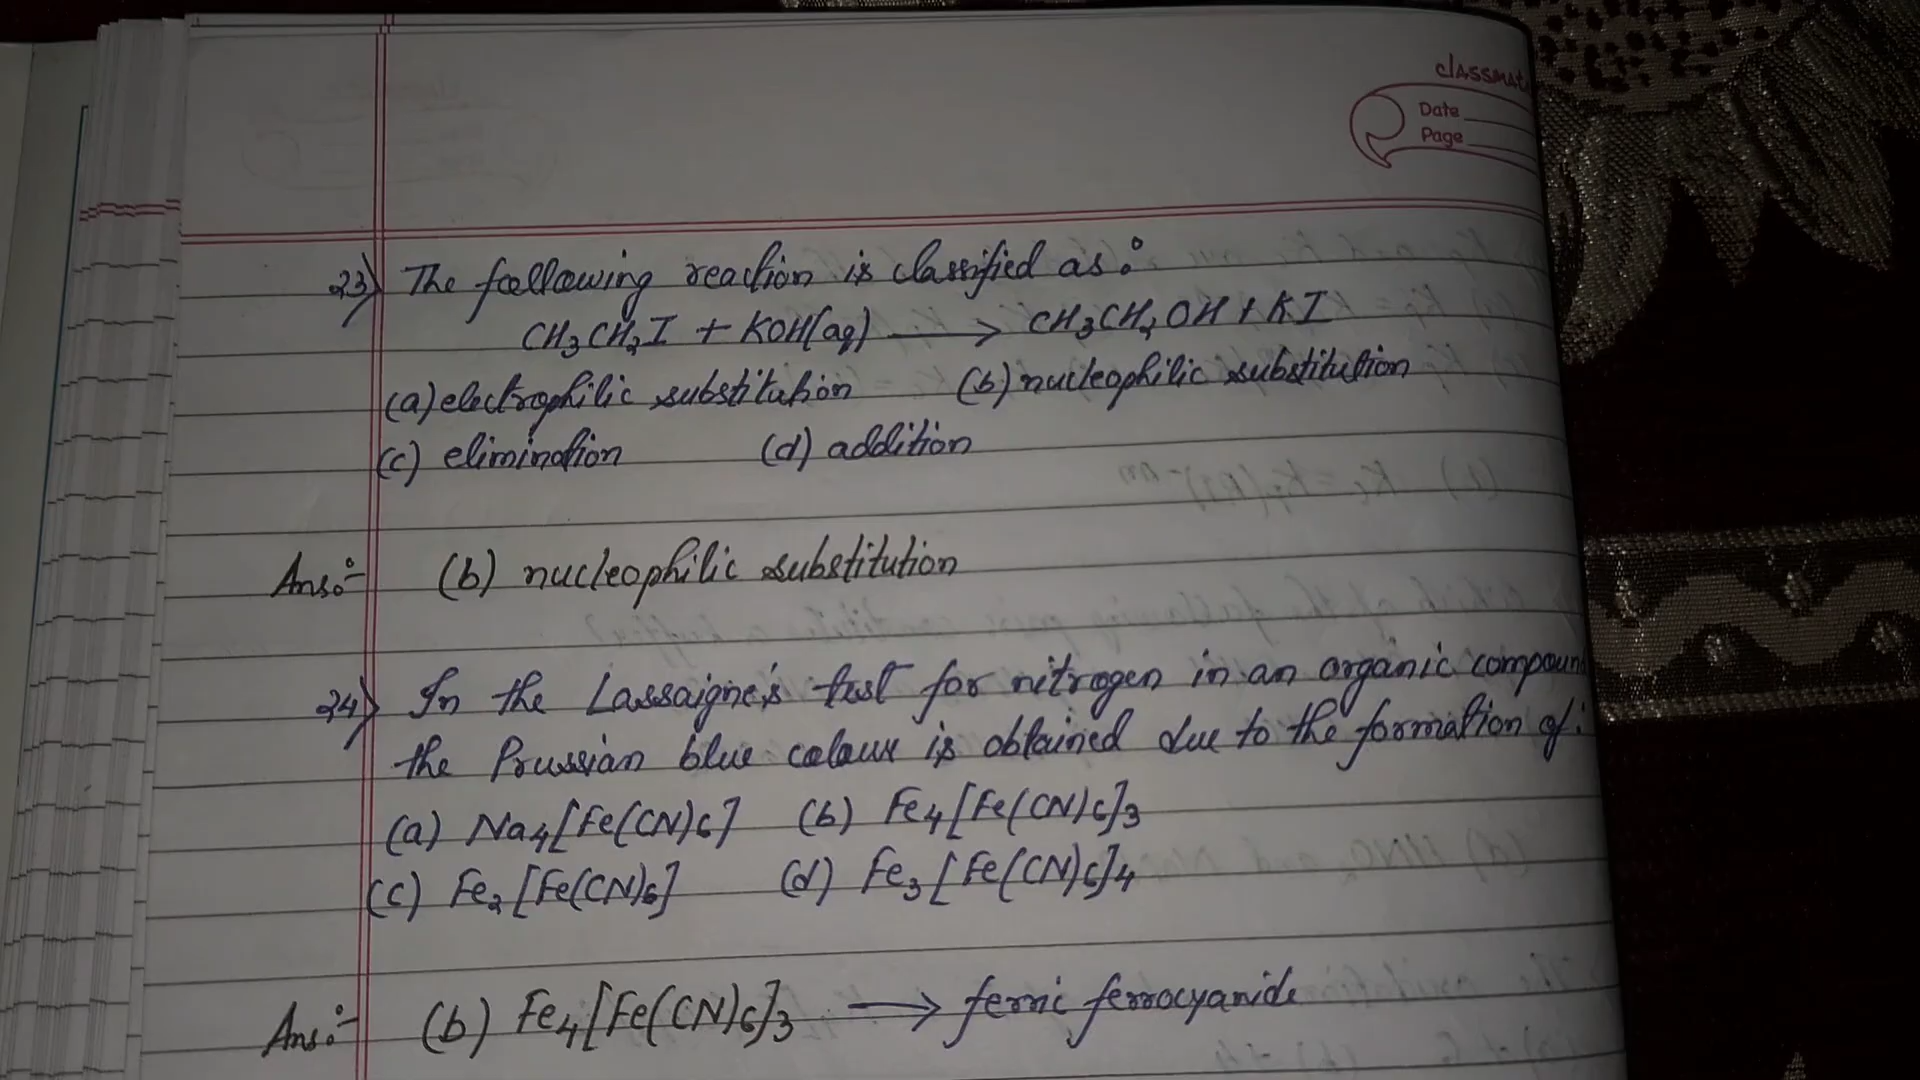 classmat
Date
Page
23) The following reaction is classified as:
CH3CH2I + KOH(aq) → CH3CH2OH + KI
(a) electrophilic substitution (b) nucleophilic substitution
(c) elimination (d) addition
Ans:- (b) nucleophilic substitution
24) In the Lassaigne's test for nitrogen in an organic compoun
the Prussian blue colour is obtained due to the formation of:
(a) Na4[Fe(CN)6] (b) Fe4[Fe(CN)6]3
(c) Fe2[Fe(CN)6] (d) Fe3[Fe(CN)6]4
Ans:- (b) Fe4[Fe(CN)6]3 → ferric ferrocyanide